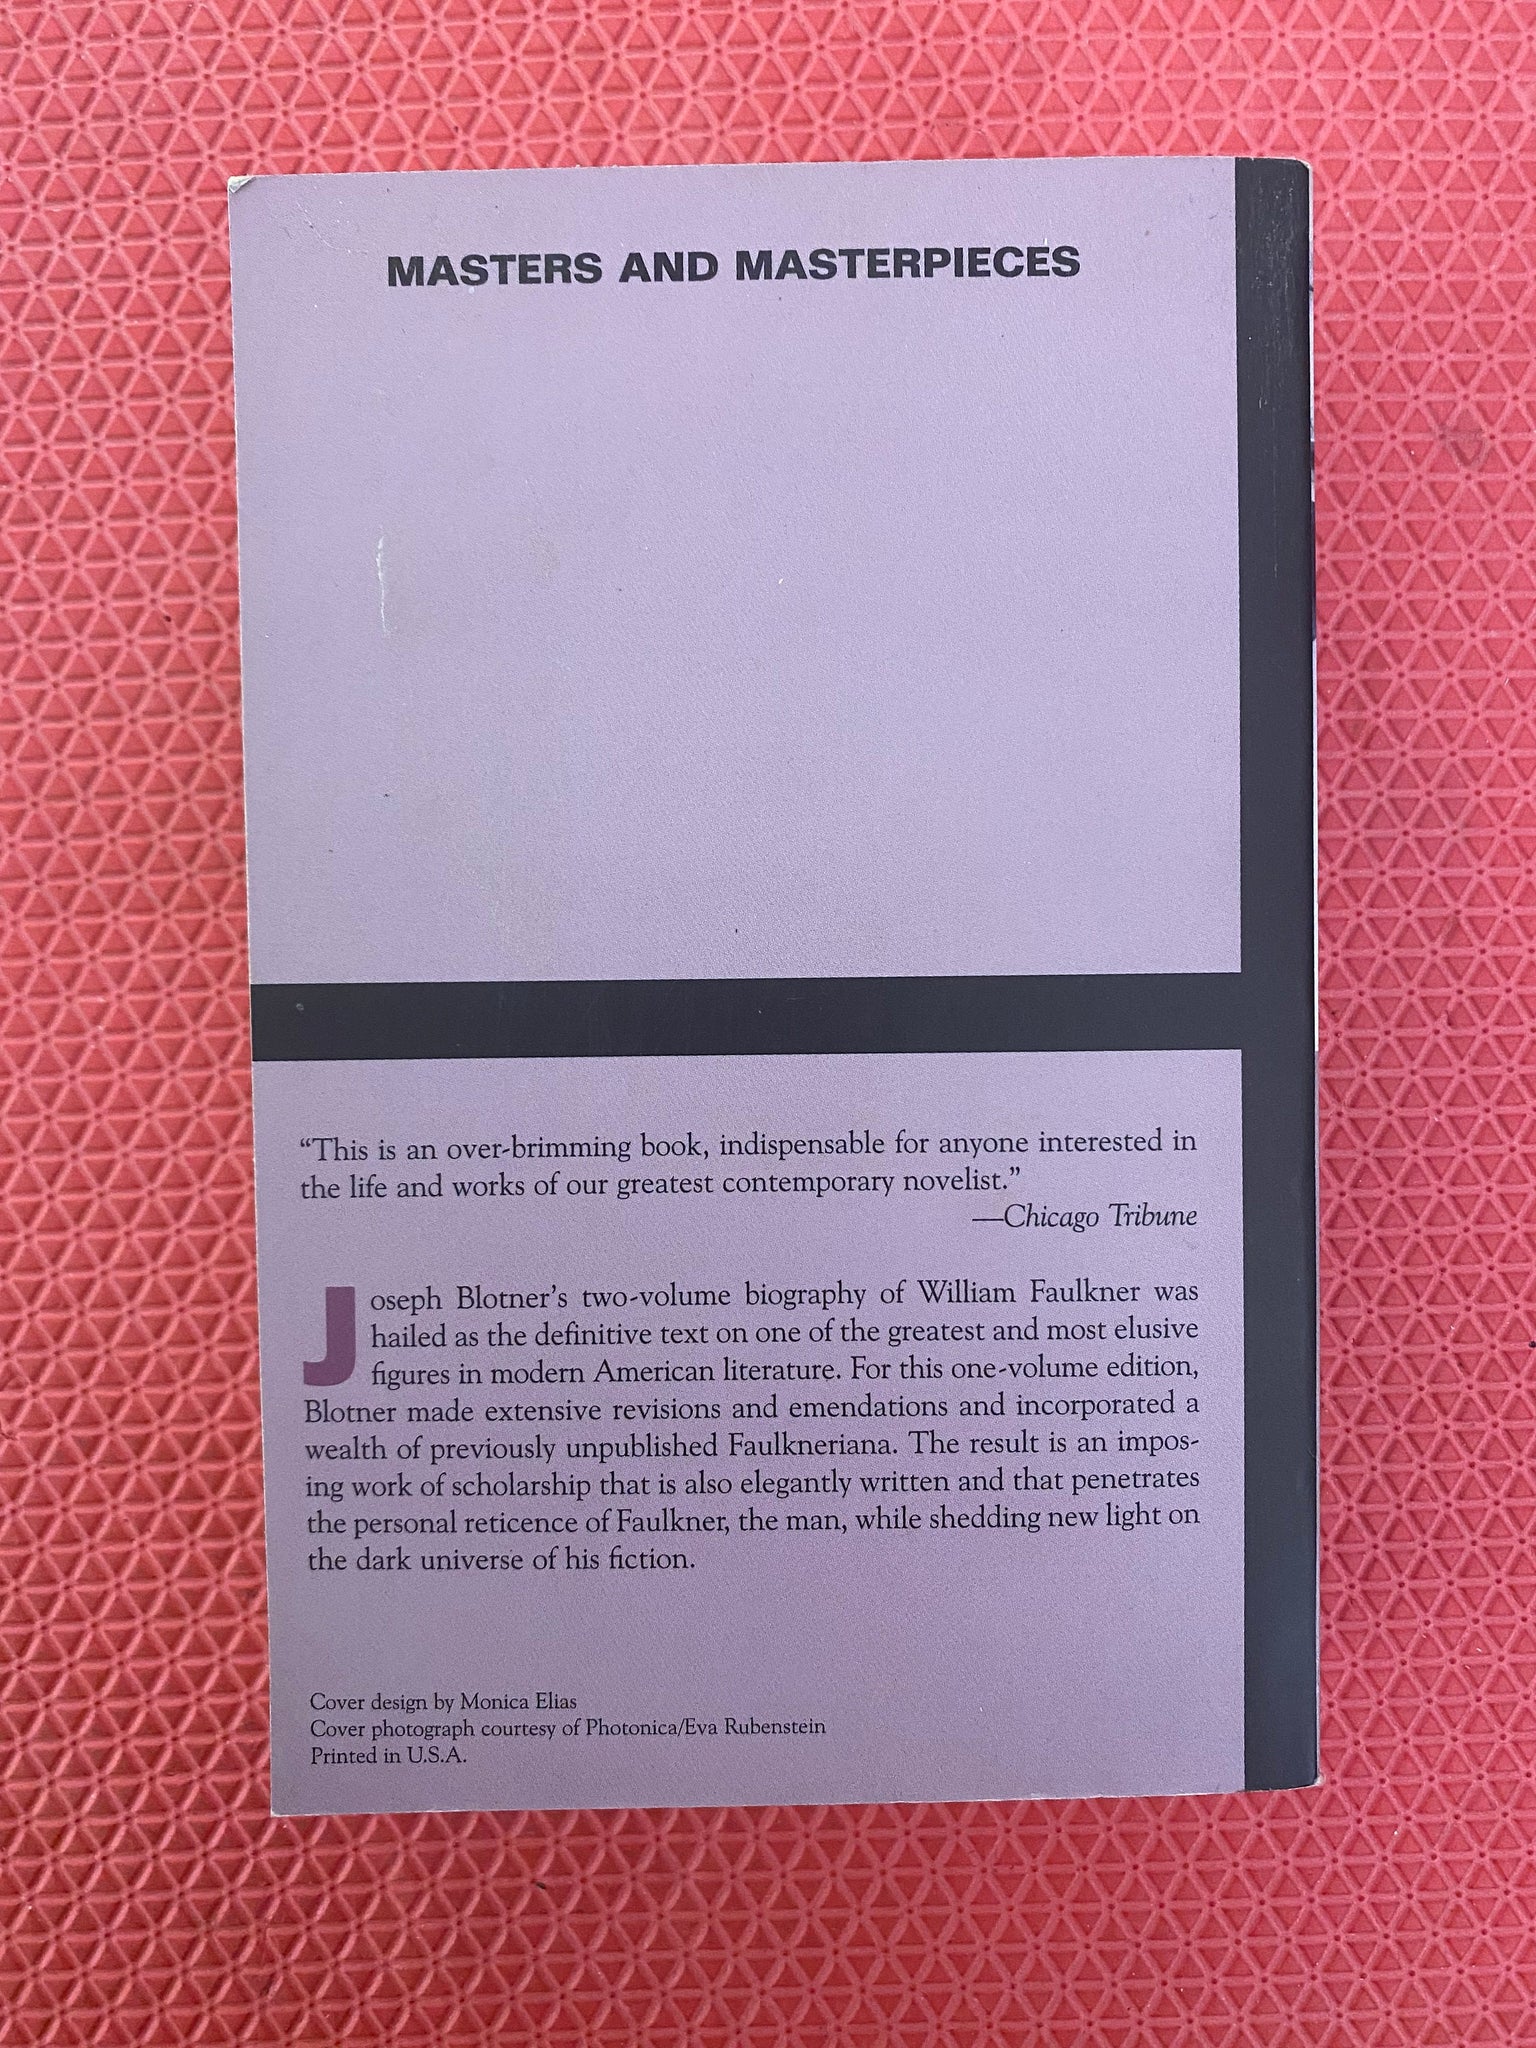 MASTERS AND MASTERPIECES
“This is an over-brimming book, indispensable for anyone interested in
the life and works of our greatest contemporary novelist.”
—Chicago Tribune
Joseph Blotner’s two-volume biography of William Faulkner was
hailed as the definitive text on one of the greatest and most elusive
figures in modern American literature. For this one-volume edition,
Blotner made extensive revisions and emendations and incorporated a
wealth of previously unpublished Faulkneriana. The result is an impos-
ing work of scholarship that is also elegantly written and that penetrates
the personal reticence of Faulkner, the man, while shedding new light on
the dark universe of his fiction.
Cover design by Monica Elias
Cover photograph courtesy of Photonica/Eva Rubenstein
Printed in U.S.A.